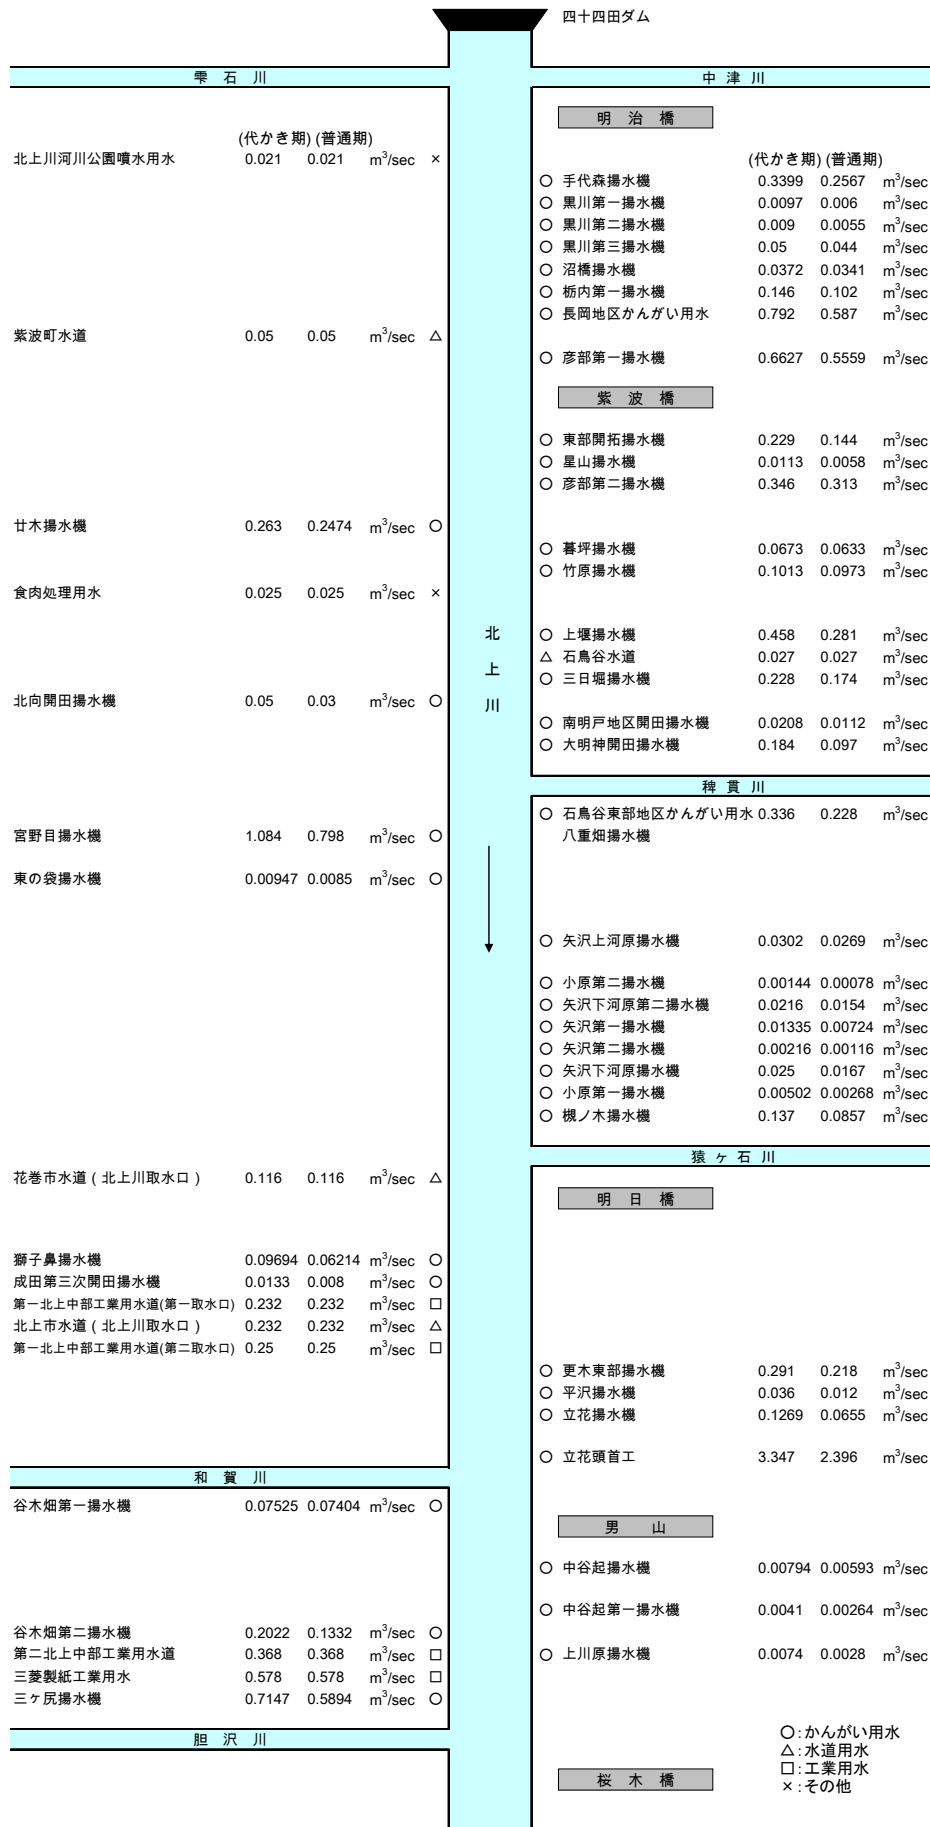 四十四田ダム
雫 石 川
中 津 川
明 治 橋
(代かき期) (普通期)
北上川河川公園噴水用水 0.021 0.021 m³/sec ×
紫波町水道 0.05 0.05 m³/sec △
廿木揚水機 0.263 0.2474 m³/sec ○
食肉処理用水 0.025 0.025 m³/sec ×
北向開田揚水機 0.05 0.03 m³/sec ○
宮野目揚水機 1.084 0.798 m³/sec ○
東の袋揚水機 0.00947 0.0085 m³/sec ○
花巻市水道 ( 北上川取水口 ) 0.116 0.116 m³/sec △
獅子鼻揚水機 0.09694 0.06214 m³/sec ○
成田第三次開田揚水機 0.0133 0.008 m³/sec ○
第一北上中部工業用水道(第一取水口) 0.232 0.232 m³/sec □
北上市水道 ( 北上川取水口 ) 0.232 0.232 m³/sec △
第一北上中部工業用水道(第二取水口) 0.25 0.25 m³/sec □
和 賀 川
谷木畑第一揚水機 0.07525 0.07404 m³/sec ○
谷木畑第二揚水機 0.2022 0.1332 m³/sec ○
第二北上中部工業用水道 0.368 0.368 m³/sec □
三菱製紙工業用水 0.578 0.578 m³/sec □
三ヶ尻揚水機 0.7147 0.5894 m³/sec ○
胆 沢 川
北
上
川
(代かき期) (普通期)
○ 手代森揚水機 0.3399 0.2567 m³/sec
○ 黒川第一揚水機 0.0097 0.006 m³/sec
○ 黒川第二揚水機 0.009 0.0055 m³/sec
○ 黒川第三揚水機 0.05 0.044 m³/sec
○ 沼橋揚水機 0.0372 0.0341 m³/sec
○ 栃内第一揚水機 0.146 0.102 m³/sec
○ 長岡地区かんがい用水 0.792 0.587 m³/sec
○ 彦部第一揚水機 0.6627 0.5559 m³/sec
紫 波 橋
○ 東部開拓揚水機 0.229 0.144 m³/sec
○ 星山揚水機 0.0113 0.0058 m³/sec
○ 彦部第二揚水機 0.346 0.313 m³/sec
○ 暮坪揚水機 0.0673 0.0633 m³/sec
○ 竹原揚水機 0.1013 0.0973 m³/sec
○ 上堰揚水機 0.458 0.281 m³/sec
△ 石鳥谷水道 0.027 0.027 m³/sec
○ 三日堀揚水機 0.228 0.174 m³/sec
○ 南明戸地区開田揚水機 0.0208 0.0112 m³/sec
○ 大明神開田揚水機 0.184 0.097 m³/sec
稗 貫 川
○ 石鳥谷東部地区かんがい用水 0.336 0.228 m³/sec
八重畑揚水機
○ 矢沢上河原揚水機 0.0302 0.0269 m³/sec
○ 小原第二揚水機 0.00144 0.00078 m³/sec
○ 矢沢下河原第二揚水機 0.0216 0.0154 m³/sec
○ 矢沢第一揚水機 0.01335 0.00724 m³/sec
○ 矢沢第二揚水機 0.00216 0.00116 m³/sec
○ 矢沢下河原揚水機 0.025 0.0167 m³/sec
○ 小原第一揚水機 0.00502 0.00268 m³/sec
○ 槻ノ木揚水機 0.137 0.0857 m³/sec
猿 ヶ 石 川
明 日 橋
○ 更木東部揚水機 0.291 0.218 m³/sec
○ 平沢揚水機 0.036 0.012 m³/sec
○ 立花揚水機 0.1269 0.0655 m³/sec
○ 立花頭首工 3.347 2.396 m³/sec
男 山
○ 中谷起揚水機 0.00794 0.00593 m³/sec
○ 中谷起第一揚水機 0.0041 0.00264 m³/sec
○ 上川原揚水機 0.0074 0.0028 m³/sec
○:かんがい用水
△:水道用水
□:工業用水
×:その他
桜 木 橋